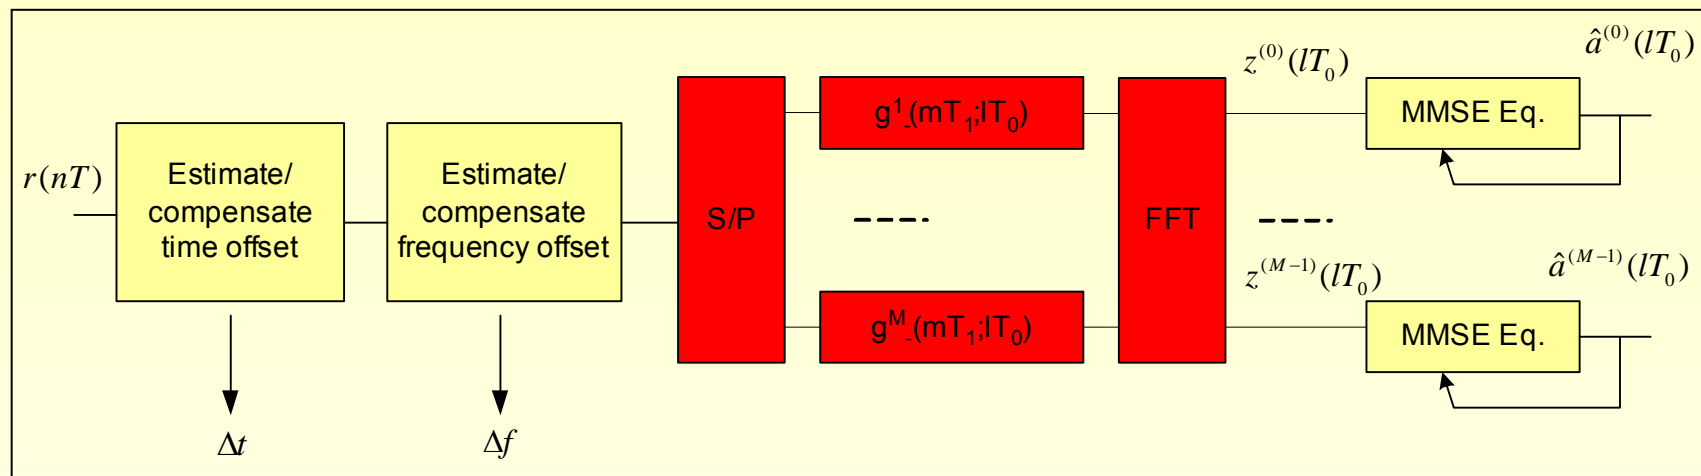 r(nT)
Estimate/
compensate
time offset
Δt
Estimate/
compensate
frequency offset
Δf
S/P
g¹₋(mT₁;lT₀)
gᴹ₋(mT₁;lT₀)
FFT
z⁽⁰⁾(lT₀)
z⁽ᴹ⁻¹⁾(lT₀)
MMSE Eq.
â⁽⁰⁾(lT₀)
MMSE Eq.
â⁽ᴹ⁻¹⁾(lT₀)